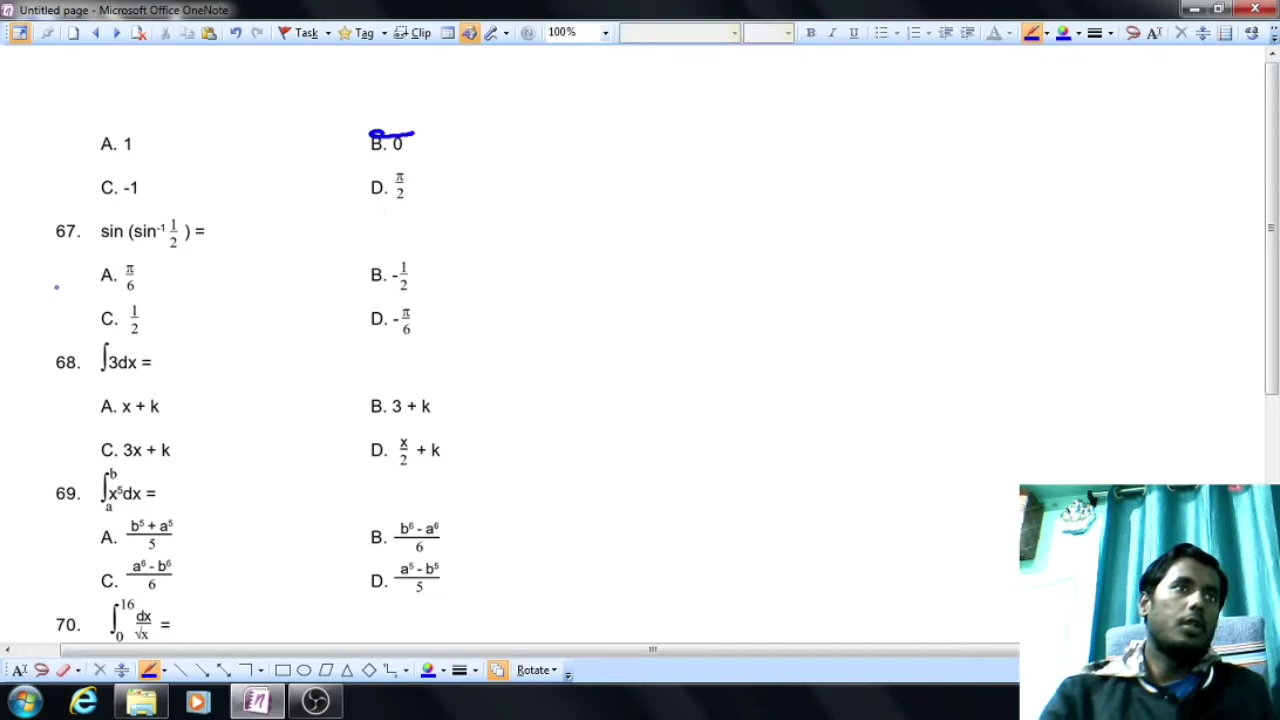 Untitled page - Microsoft Office OneNote
Task Tag Clip 100% B I U
A. 1 B. 0
C. -1 D. π/2
67. sin (sin⁻¹ 1/2 ) =
A. π/6 B. -1/2
C. 1/2 D. -π/6
68. ∫3dx =
A. x + k B. 3 + k
C. 3x + k D. x/2 + k
69. ∫ₐᵇ x⁵dx =
A. (b⁵ + a⁵)/5 B. (b⁶ - a⁶)/6
C. (a⁶ - b⁶)/6 D. (a⁵ - b⁵)/5
70. ∫₀¹⁶ dx/√x =
Rotate